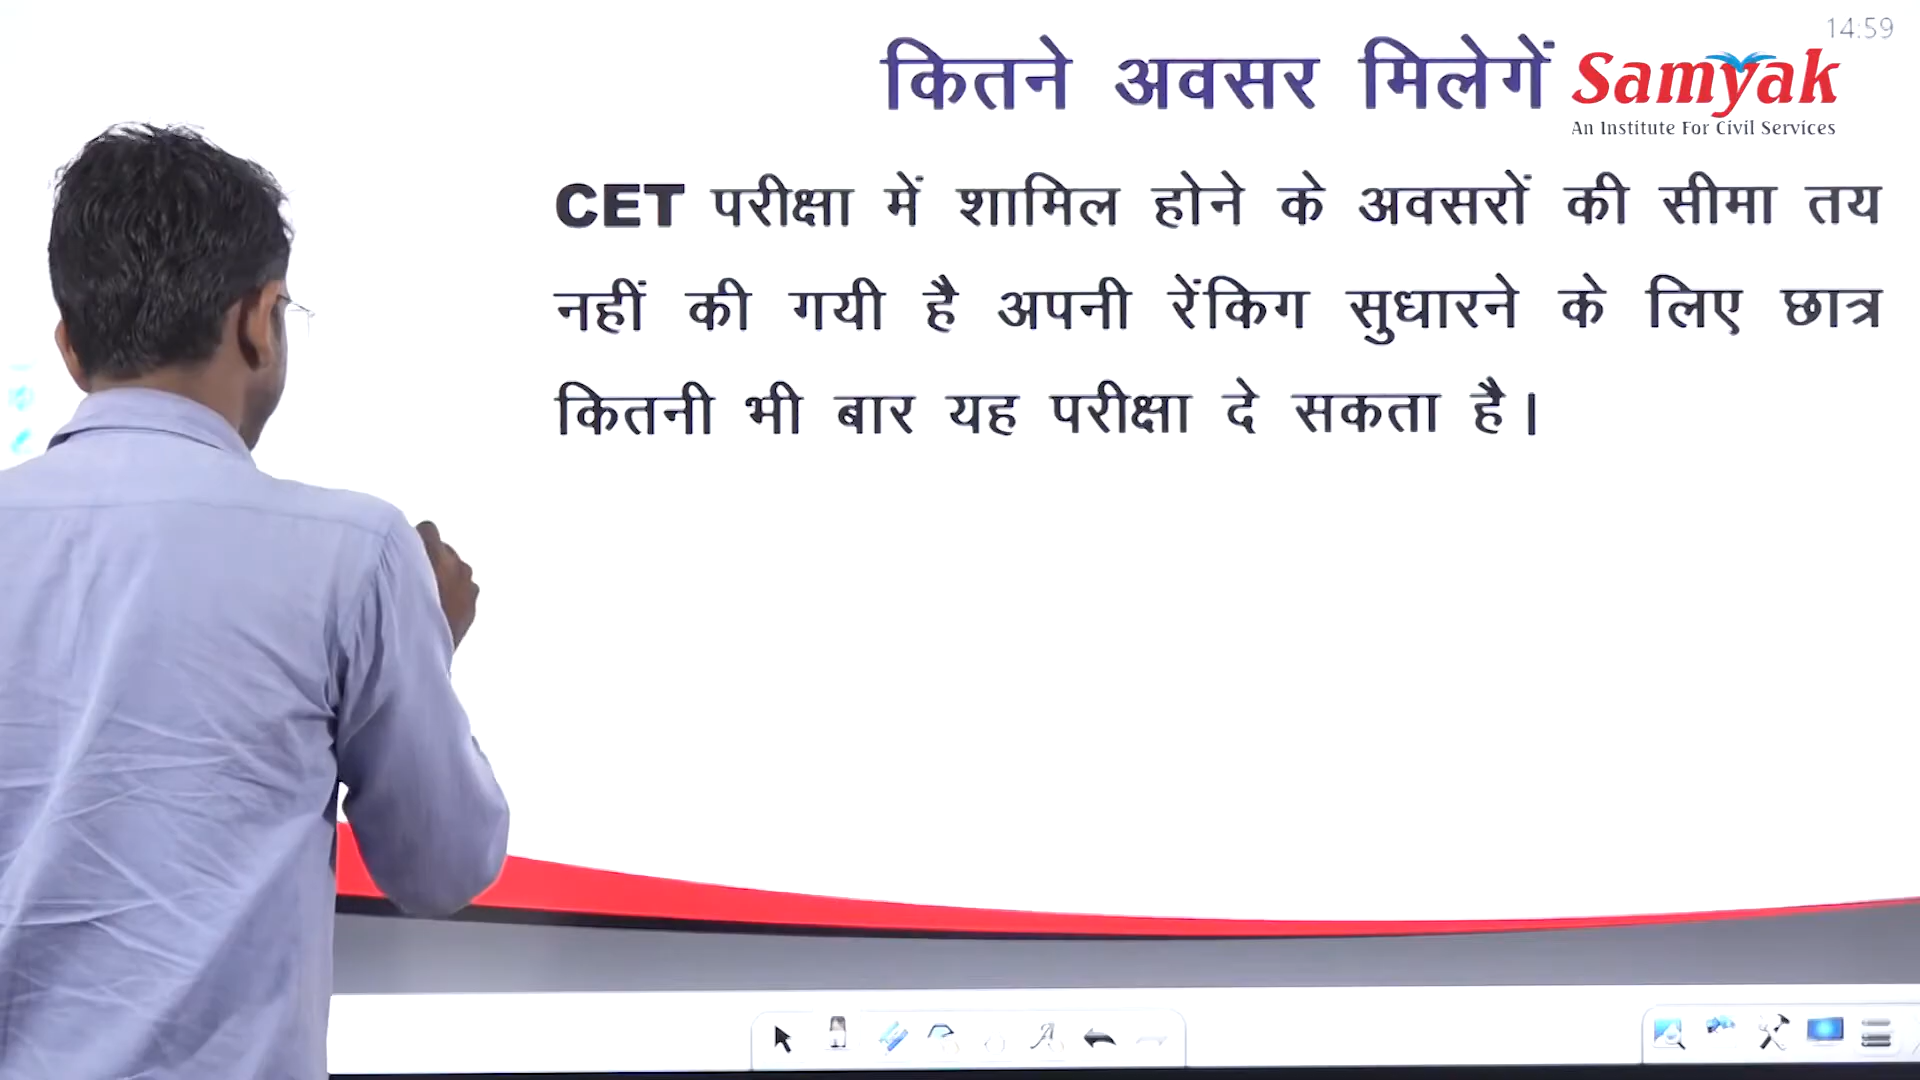 14:59
कितने अवसर मिलेगें
Samyak
An Institute For Civil Services
CET परीक्षा में शामिल होने के अवसरों की सीमा तय
नहीं की गयी है अपनी रेंकिग सुधारने के लिए छात्र
कितनी भी बार यह परीक्षा दे सकता है।